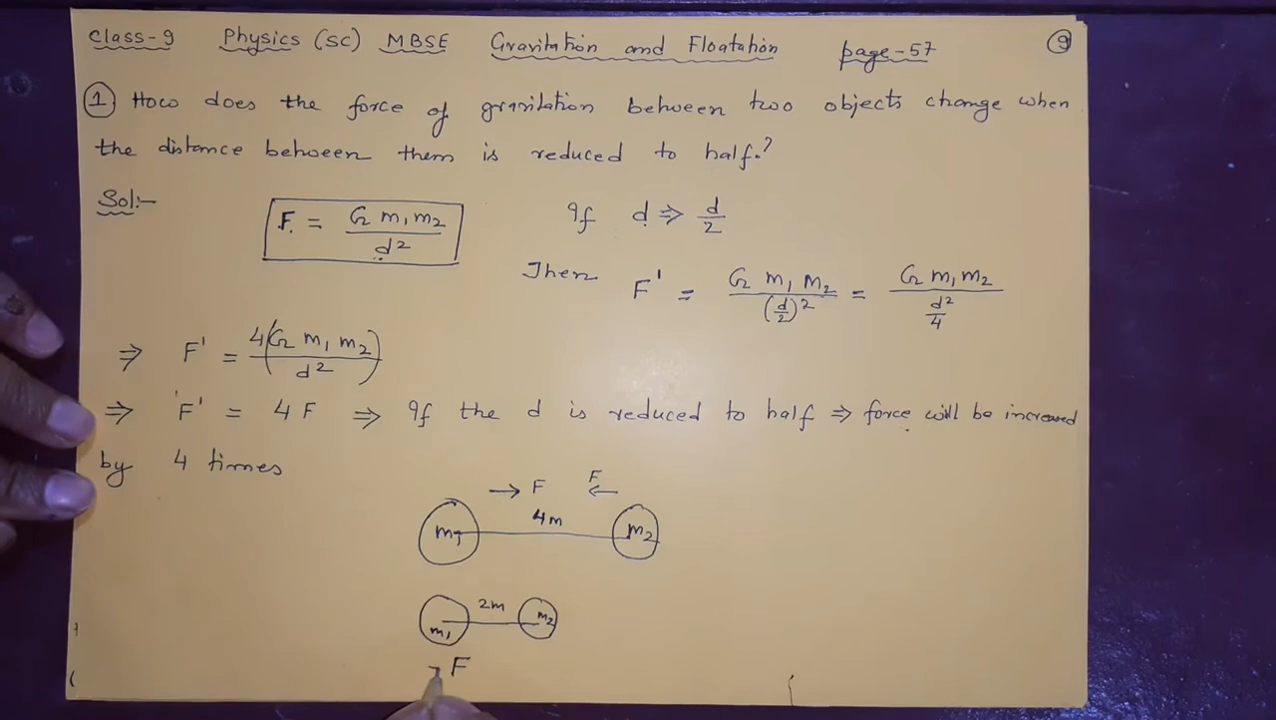 Class-9 Physics (SC) MBSE Gravitation and Floatation page-57 9
1 How does the force of gravitation between two objects change when
the distance between them is reduced to half.?
Sol:-
F = G m₁ m₂ / d² If d ⇒ d/2
Then F' = G m₁ m₂ / (d/2)² = G m₁ m₂ / (d²/4)
⇒ F' = 4(G m₁ m₂ / d²)
⇒ F' = 4F ⇒ If the d is reduced to half ⇒ force will be increased
by 4 times
→ F F ←
m₁ 4m m₂
m₁ 2m m₂
F